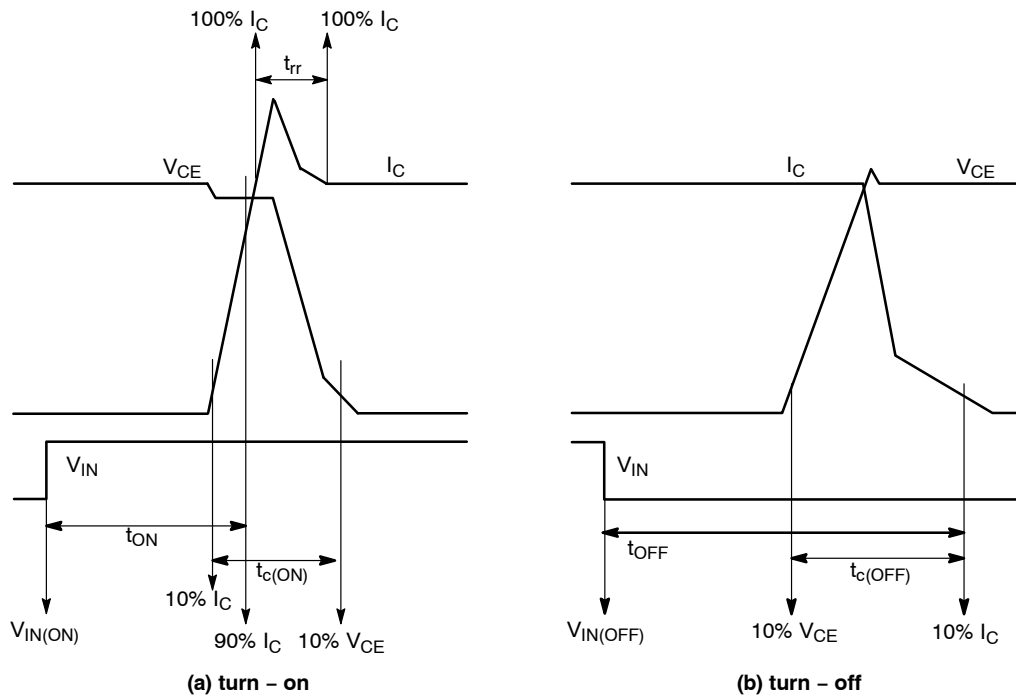 100% I_C 100% I_C
t_rr
V_CE I_C
V_IN
t_ON
t_c(ON)
10% I_C
V_IN(ON)
90% I_C 10% V_CE
(a) turn – on
I_C V_CE
V_IN
t_OFF
t_c(OFF)
V_IN(OFF) 10% V_CE 10% I_C
(b) turn – off